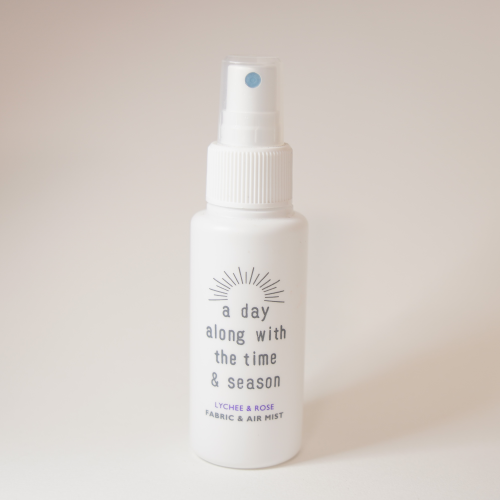 a day
along with
the time
& season
LYCHEE & ROSE
FABRIC & AIR MIST